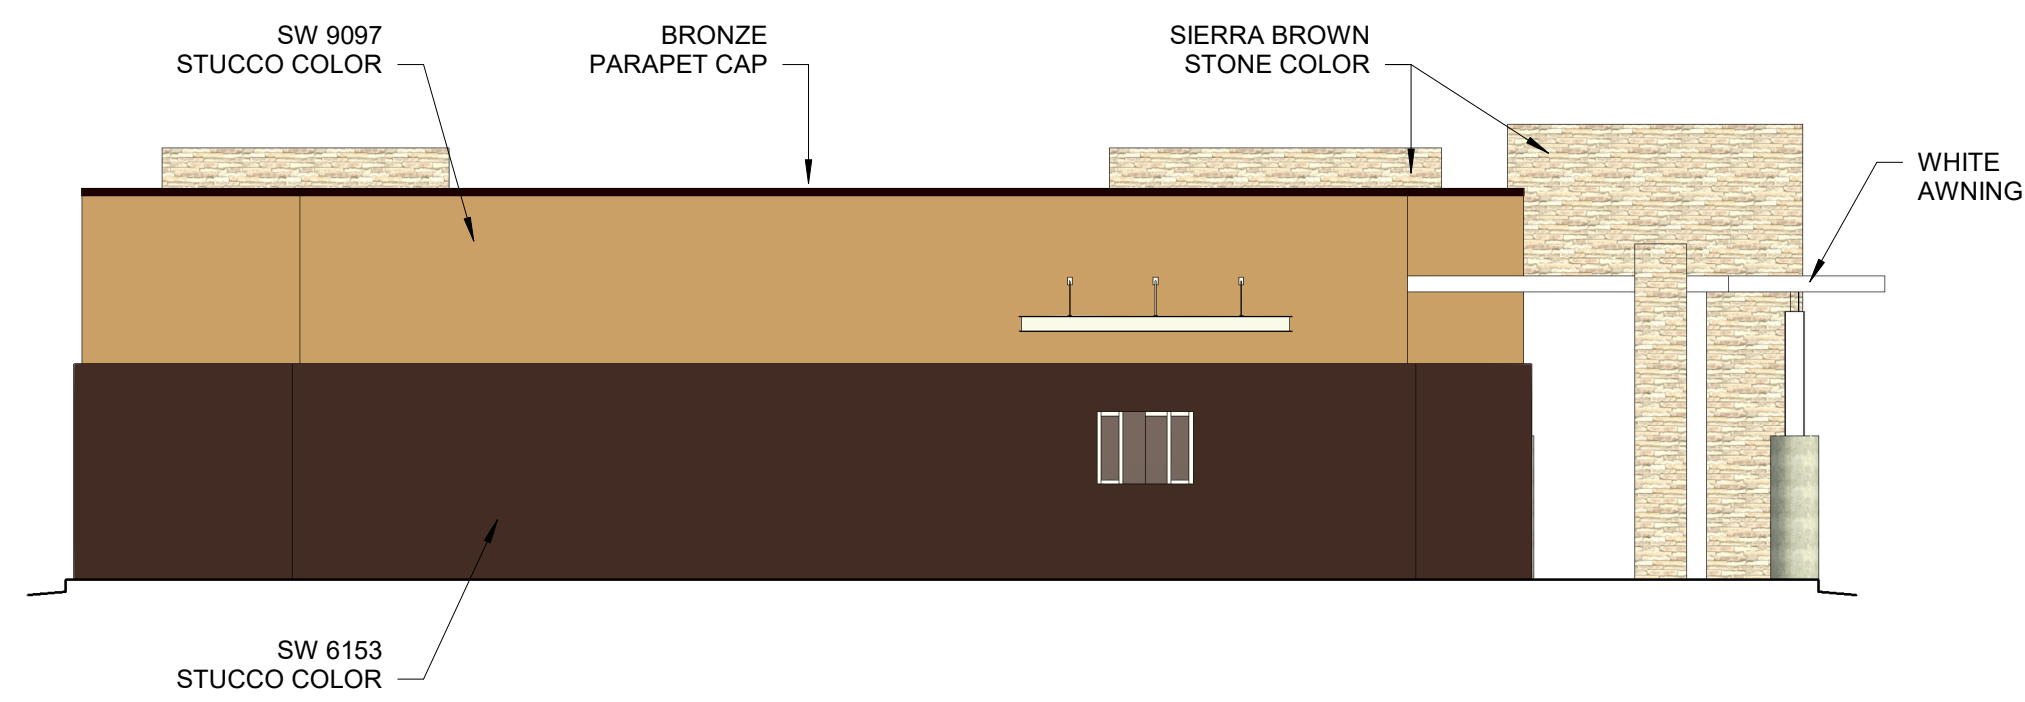 SW 9097
STUCCO COLOR
BRONZE
PARAPET CAP
SIERRA BROWN
STONE COLOR
WHITE
AWNING
SW 6153
STUCCO COLOR